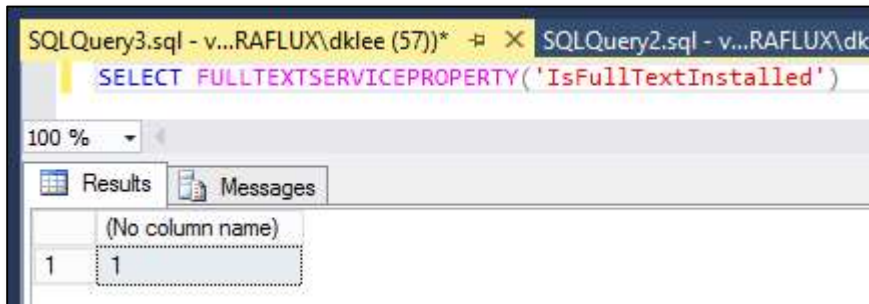 SQLQuery3.sql - v...RAFLUX\dklee (57))* SQLQuery2.sql - v...RAFLUX\dk
SELECT FULLTEXTSERVICEPROPERTY('IsFullTextInstalled')
100 %
Results Messages
(No column name)
1 1